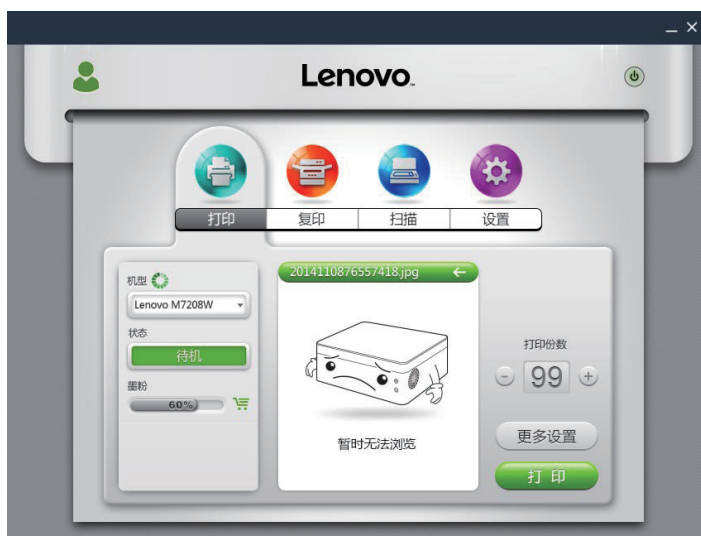 Lenovo
打印
复印
扫描
设置
机型
Lenovo M7208W
状态
待机
墨粉
60%
2014110876557418.jpg
暂时无法浏览
打印份数
99
更多设置
打 印